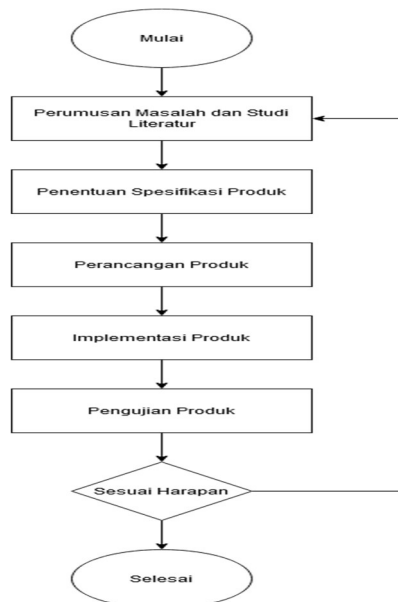 Mulai
Perumusan Masalah dan Studi
Literatur
Penentuan Spesifikasi Produk
Perancangan Produk
Implementasi Produk
Pengujian Produk
Sesuai Harapan
Selesai